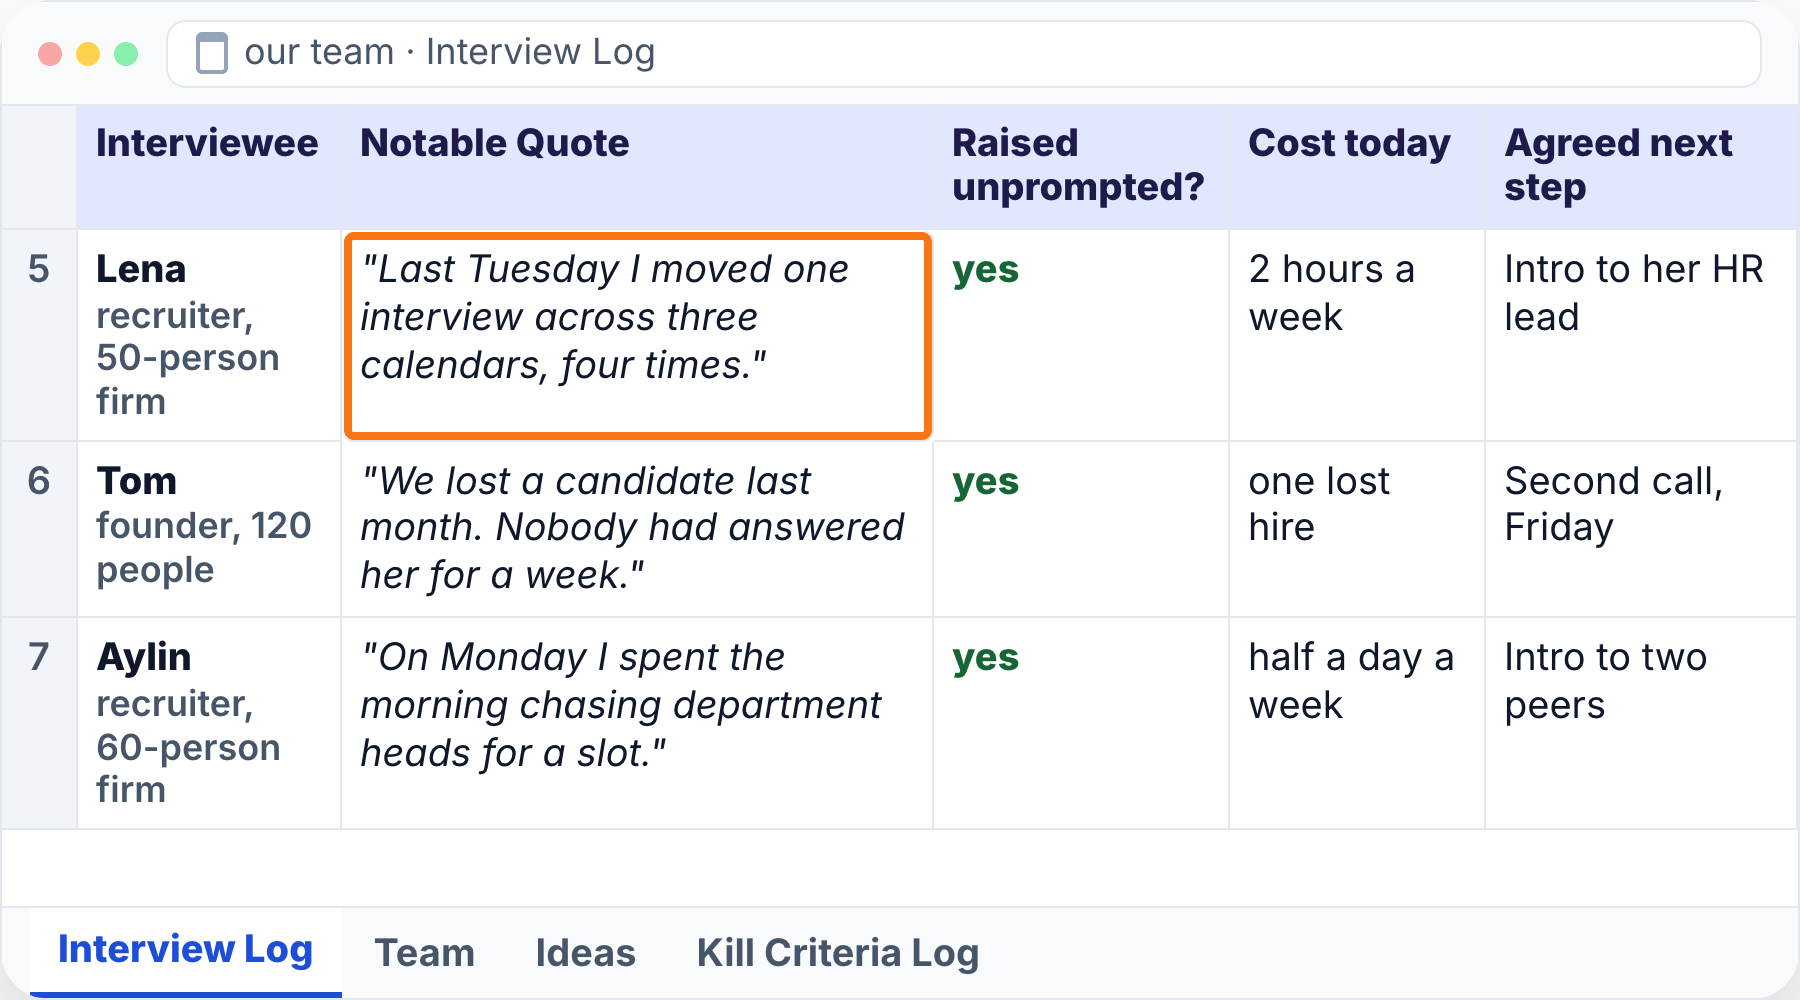 our team · Interview Log
Interviewee
Notable Quote
Raised
unprompted?
Cost today
Agreed next
step
5
Lena
recruiter,
50-person
firm
"Last Tuesday I moved one
interview across three
calendars, four times."
yes
2 hours a
week
Intro to her HR
lead
6
Tom
founder, 120
people
"We lost a candidate last
month. Nobody had answered
her for a week."
yes
one lost
hire
Second call,
Friday
7
Aylin
recruiter,
60-person
firm
"On Monday I spent the
morning chasing department
heads for a slot."
yes
half a day a
week
Intro to two
peers
Interview Log
Team
Ideas
Kill Criteria Log